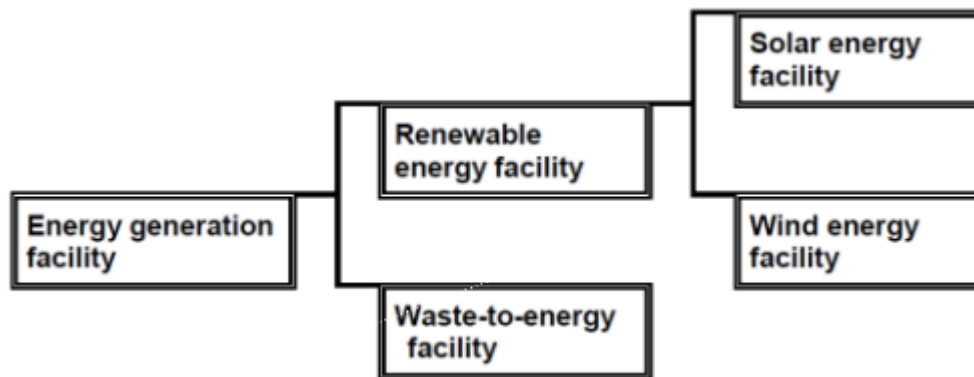 Solar energy
facility
Renewable
energy facility
Energy generation
facility
Wind energy
facility
Waste-to-energy
facility